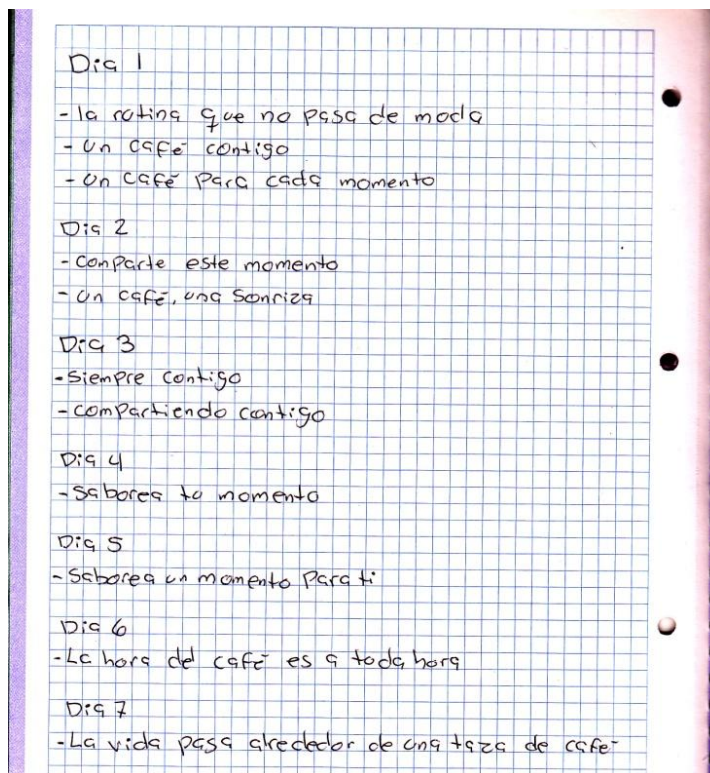 Dia 1
- la rutina que no pasa de moda
- un café contigo
- un café para cada momento
Dia 2
- comparte este momento
- un café, una sonriza
Dia 3
- siempre contigo
- compartiendo contigo
Dia 4
- saborea tu momento
Dia 5
- saborea un momento para ti
Dia 6
- La hora del café es a toda hora
Dia 7
- La vida pasa alrededor de una taza de café